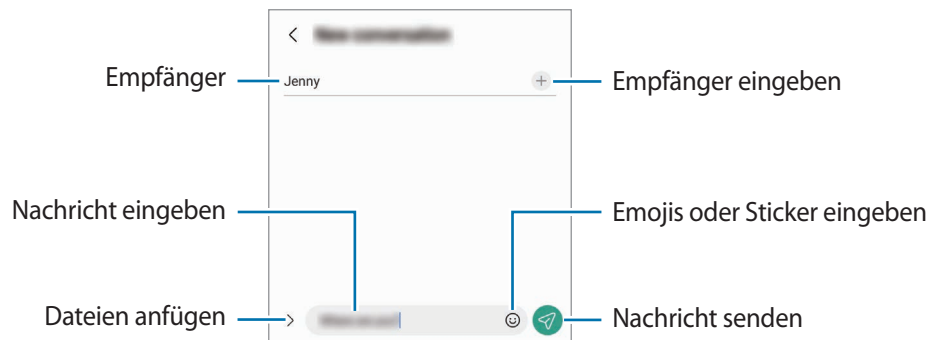 Empfänger
Jenny
Empfänger eingeben
Nachricht eingeben
Emojis oder Sticker eingeben
Dateien anfügen
Nachricht senden